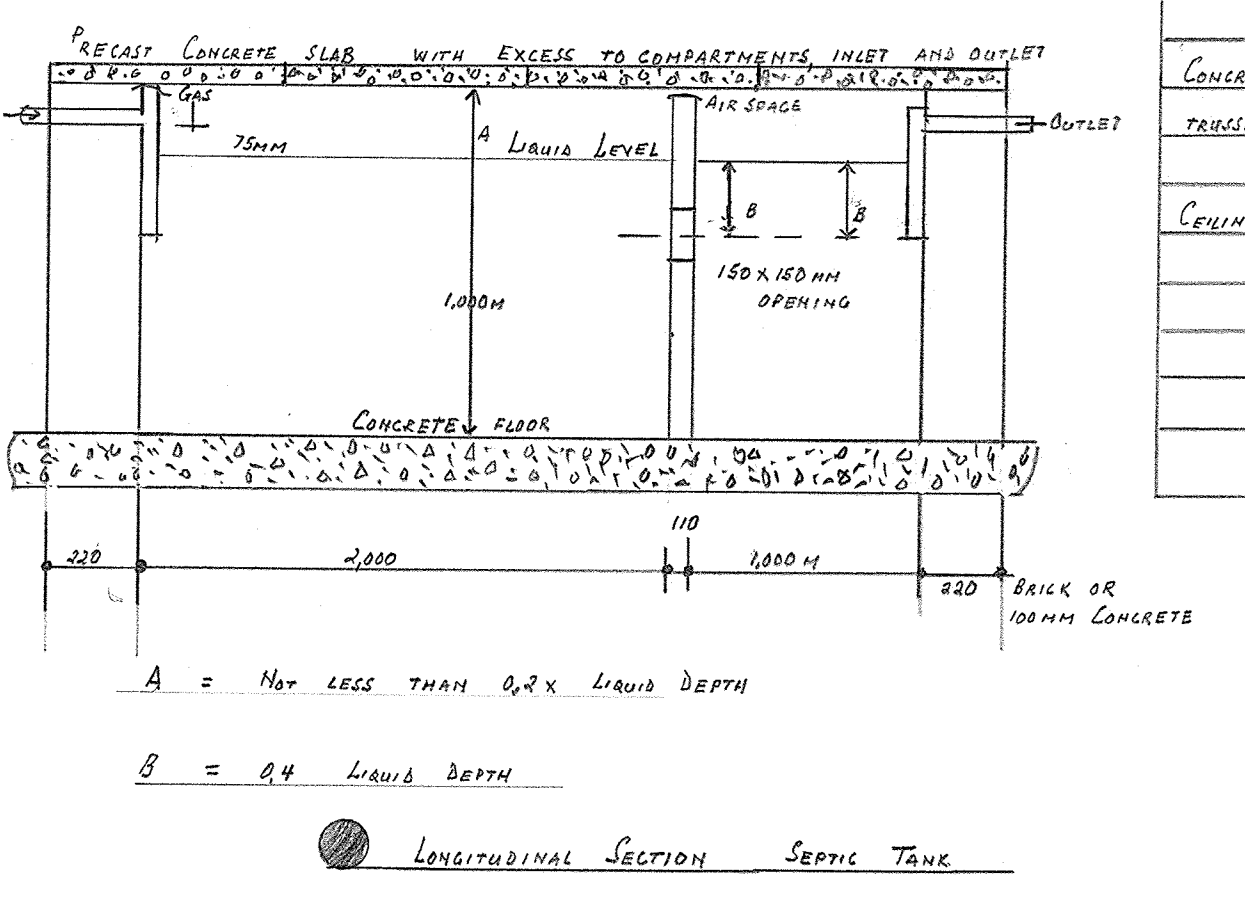 PRECAST CONCRETE SLAB WITH EXCESS TO COMPARTMENTS, INLET AND OUTLET
GAS
AIR SPACE
OUTLET
75MM
A
LIQUID LEVEL
B
B
1,000M
150 X 150 MM
OPENING
CONCRETE FLOOR
110
220
2,000
1,000 M
220
BRICK OR
100MM CONCRETE
A = NOT LESS THAN 0,2 X LIQUID DEPTH
B = 0,4 LIQUID DEPTH
LONGITUDINAL SECTION SEPTIC TANK
CONCR
TRUSS
CEILIN